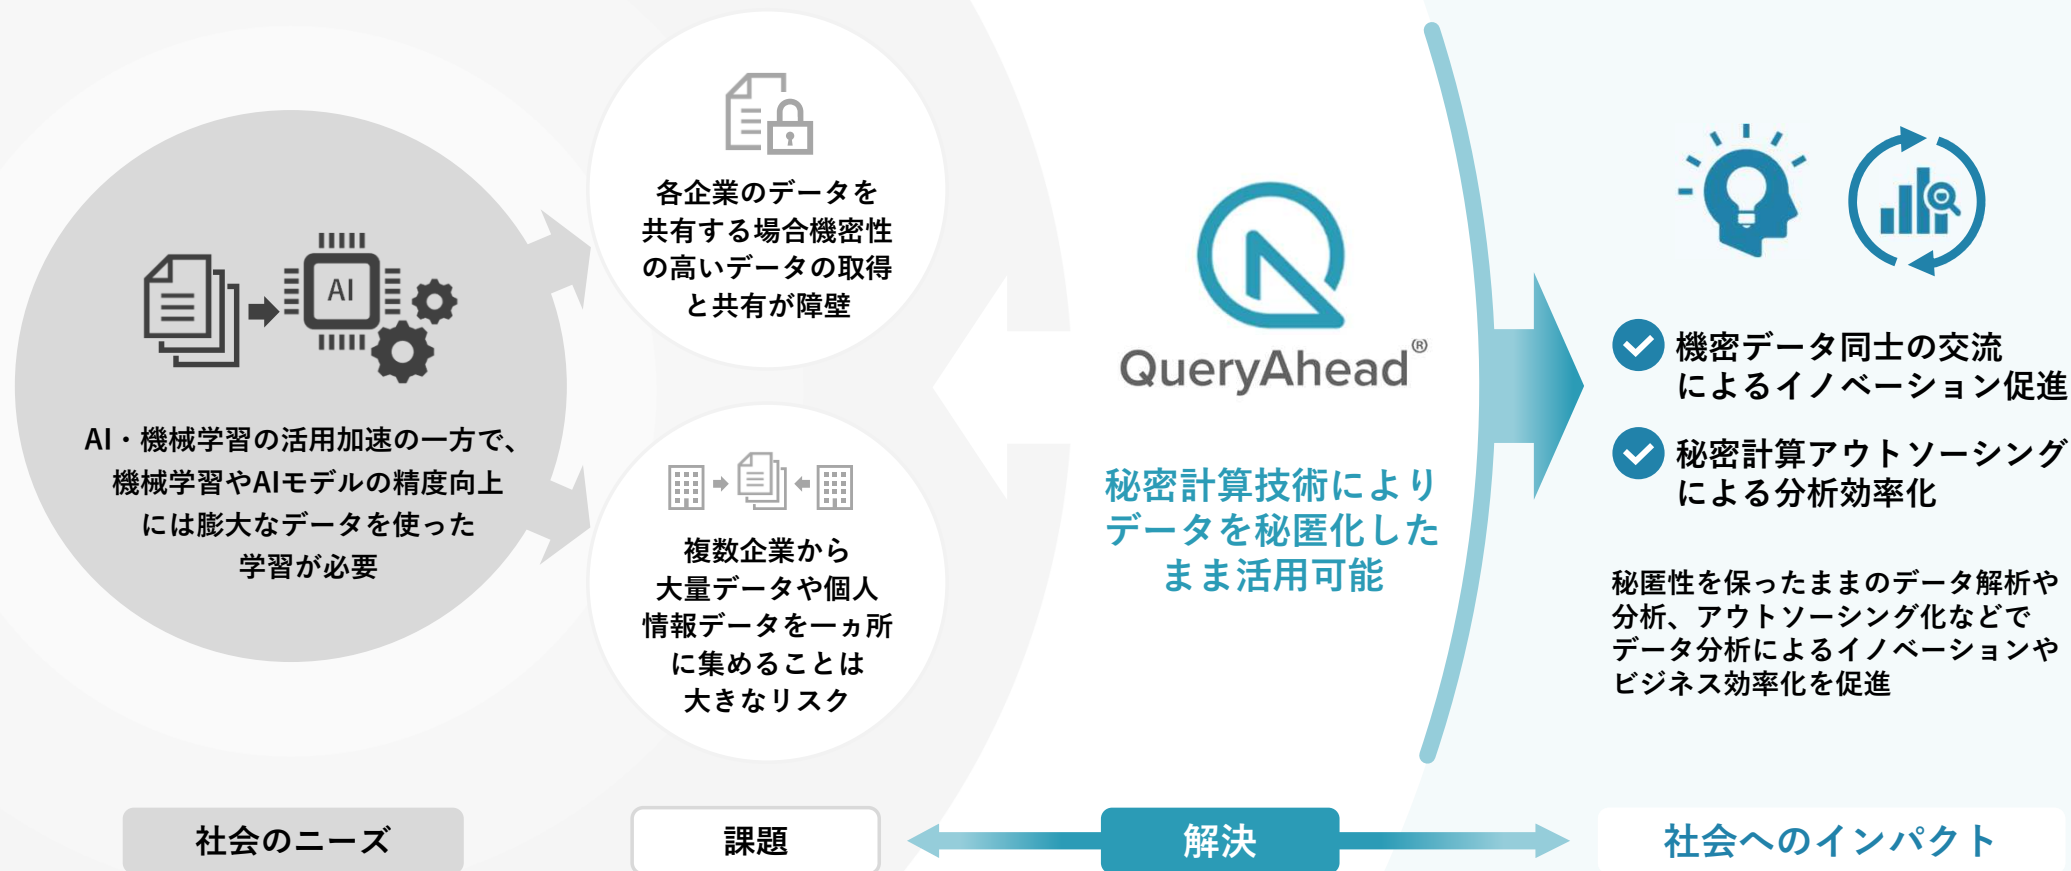 AI
AI・機械学習の活用加速の一方で、
機械学習やAIモデルの精度向上
には膨大なデータを使った
学習が必要
社会のニーズ
各企業のデータを
共有する場合機密性
の高いデータの取得
と共有が障壁
複数企業から
大量データや個人
情報データを一ヵ所
に集めることは
大きなリスク
課題
QueryAhead®
秘密計算技術により
データを秘匿化した
まま活用可能
解決
機密データ同士の交流
によるイノベーション促進
秘密計算アウトソーシング
による分析効率化
秘匿性を保ったままのデータ解析や
分析、アウトソーシング化などで
データ分析によるイノベーションや
ビジネス効率化を促進
社会へのインパクト